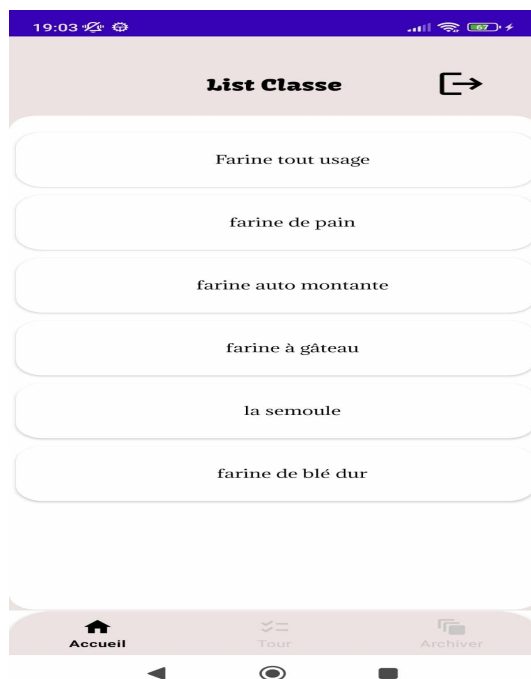 19:03
67
List Classe
Farine tout usage
farine de pain
farine auto montante
farine à gâteau
la semoule
farine de blé dur
Accueil
Tour
Archiver